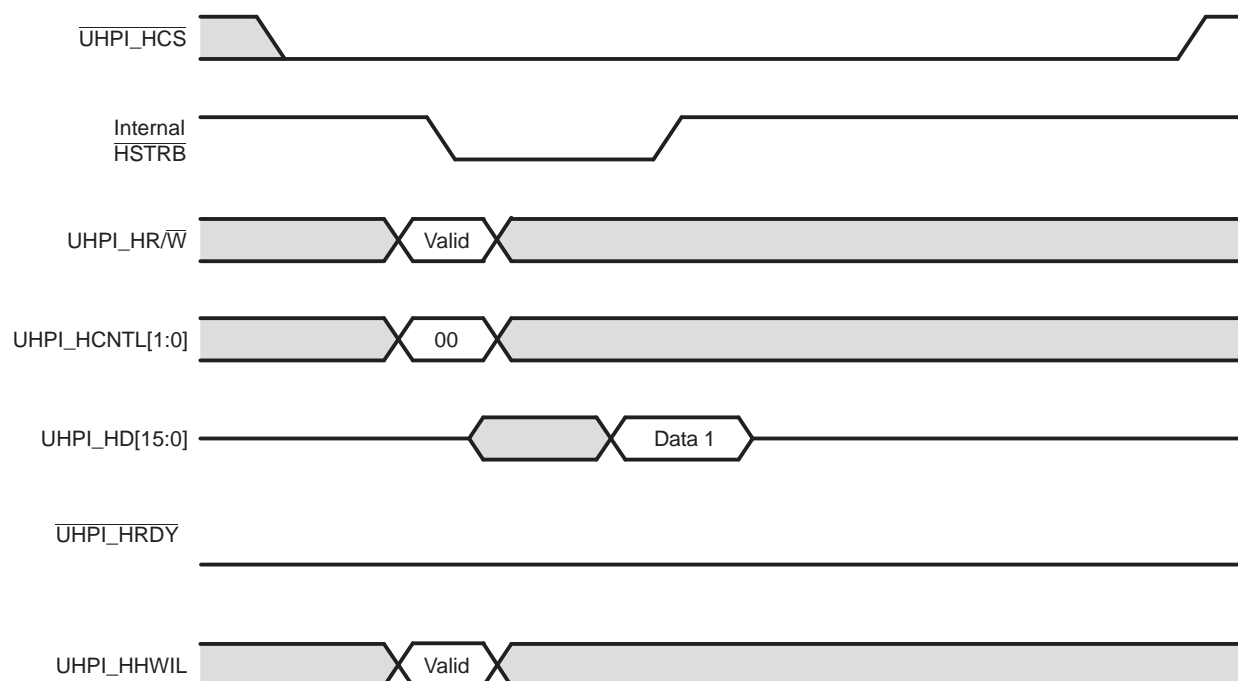 UHPI_HCS
Internal
HSTRB
UHPI_HR/W
Valid
UHPI_HCNTL[1:0]
00
UHPI_HD[15:0]
Data 1
UHPI_HRDY
UHPI_HHWIL
Valid